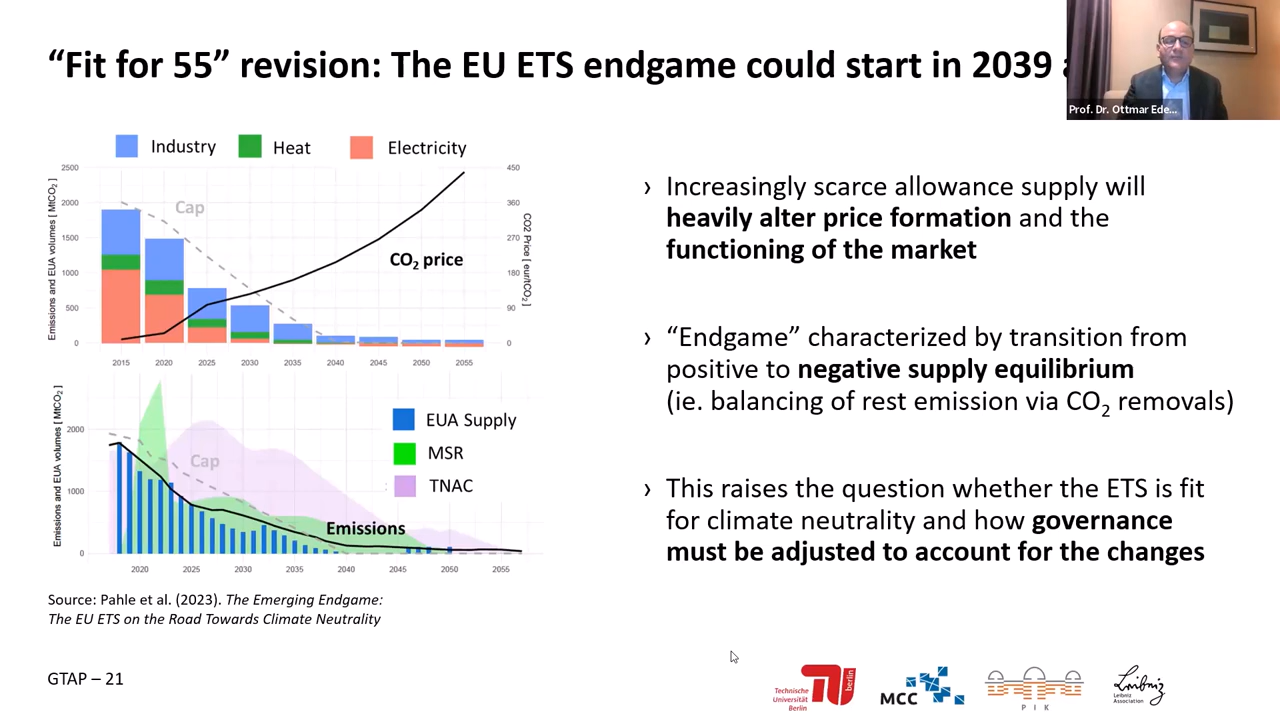 “Fit for 55” revision: The EU ETS endgame could start in 2039
Prof. Dr. Ottmar Ede...
Industry
Heat
Electricity
Emissions and EUA volumes [ MtCO2 ]
2500
2000
1500
1000
500
0
Cap
CO2 price
450
360
270
180
90
0
CO2 Price [ eur/tCO2 ]
2015 2020 2025 2030 2035 2040 2045 2050 2055
Emissions and EUA volumes [ MtCO2 ]
2000
1000
0
Cap
Emissions
EUA Supply
MSR
TNAC
2020 2025 2030 2035 2040 2045 2050 2055
Source: Pahle et al. (2023). The Emerging Endgame:
The EU ETS on the Road Towards Climate Neutrality
› Increasingly scarce allowance supply will
heavily alter price formation and the
functioning of the market
› “Endgame” characterized by transition from
positive to negative supply equilibrium
(ie. balancing of rest emission via CO2 removals)
› This raises the question whether the ETS is fit
for climate neutrality and how governance
must be adjusted to account for the changes
GTAP – 21
Technische
Universität
Berlin
berlin
MCC
PIK
Leibniz
Leibniz
Association